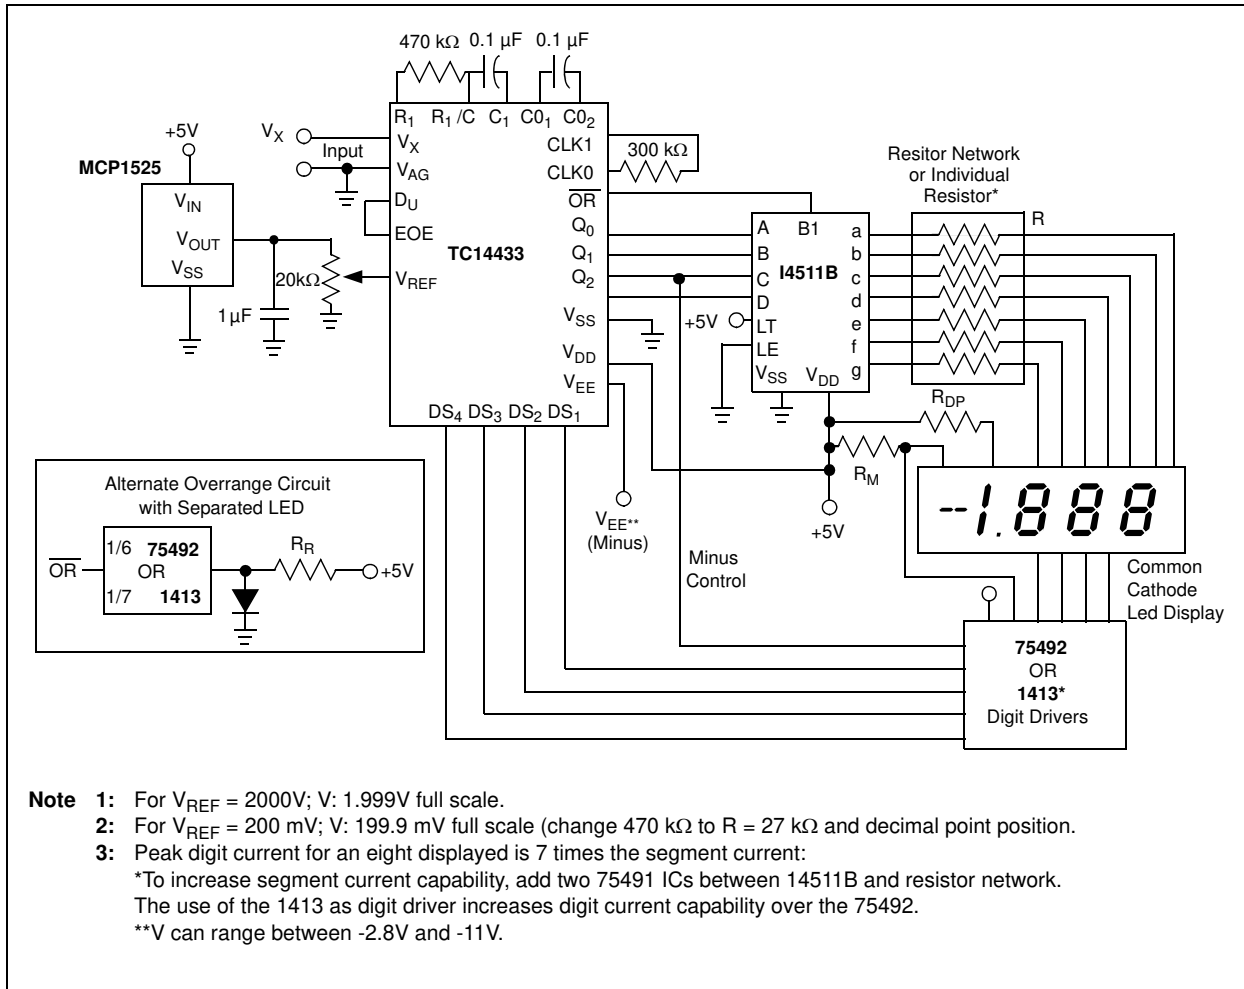 470 kΩ 0.1 µF 0.1 µF
R1 R1 /C C1 C01 C02
VX
VX
Input
VAG
DU
EOE
TC14433
VREF
CLK1
300 kΩ
CLK0
OR
Q0
Q1
Q2
VSS
VDD
VEE
DS4 DS3 DS2 DS1
+5V
MCP1525
VIN
VOUT
VSS
20kΩ
1 µF
Resitor Network
or Individual
Resistor*
R
A B1 a
B b
C I4511B c
D d
+5V LT e
LE f
VSS VDD g
RDP
RM
+5V
VEE**
(Minus)
Minus
Control
-1.888
Common
Cathode
Led Display
75492
OR
1413*
Digit Drivers
Alternate Overrange Circuit
with Separated LED
OR
1/6 75492
OR
1/7 1413
RR
+5V
Note 1: For VREF = 2000V; V: 1.999V full scale.
2: For VREF = 200 mV; V: 199.9 mV full scale (change 470 kΩ to R = 27 kΩ and decimal point position.
3: Peak digit current for an eight displayed is 7 times the segment current:
*To increase segment current capability, add two 75491 ICs between 14511B and resistor network.
The use of the 1413 as digit driver increases digit current capability over the 75492.
**V can range between -2.8V and -11V.